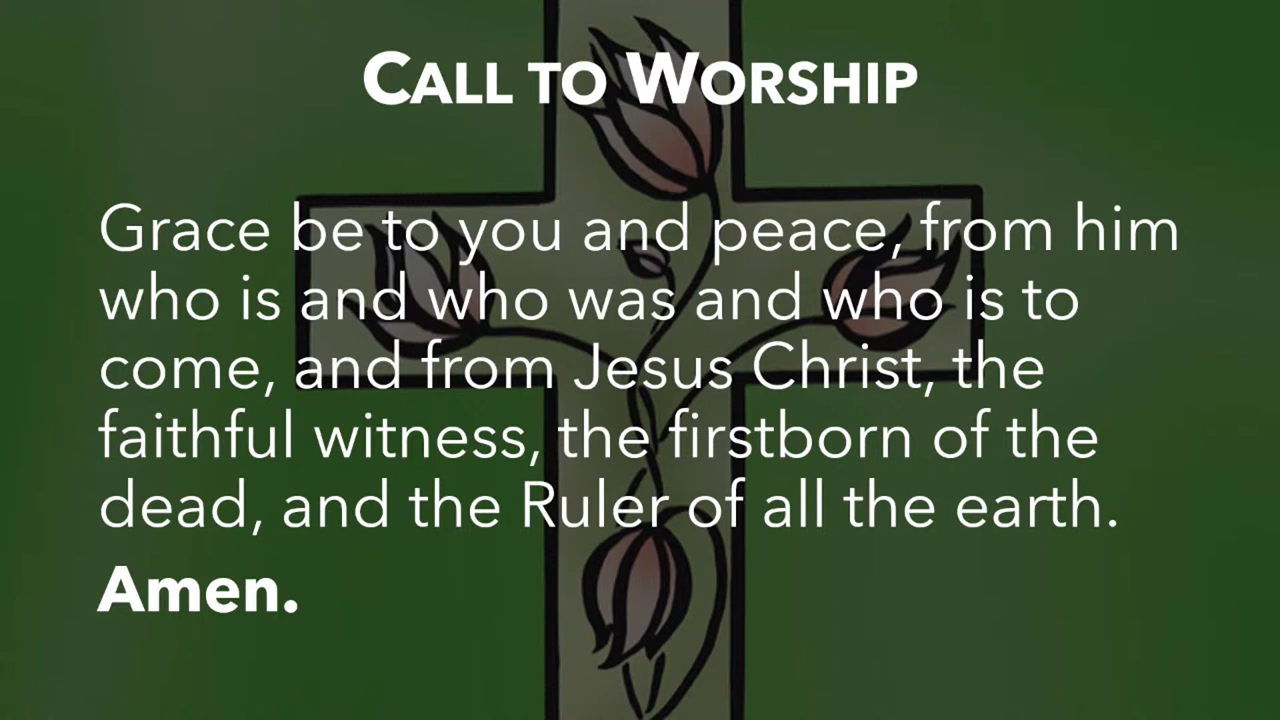 CALL TO WORSHIP
Grace be to you and peace, from him
who is and who was and who is to
come, and from Jesus Christ, the
faithful witness, the firstborn of the
dead, and the Ruler of all the earth.
Amen.